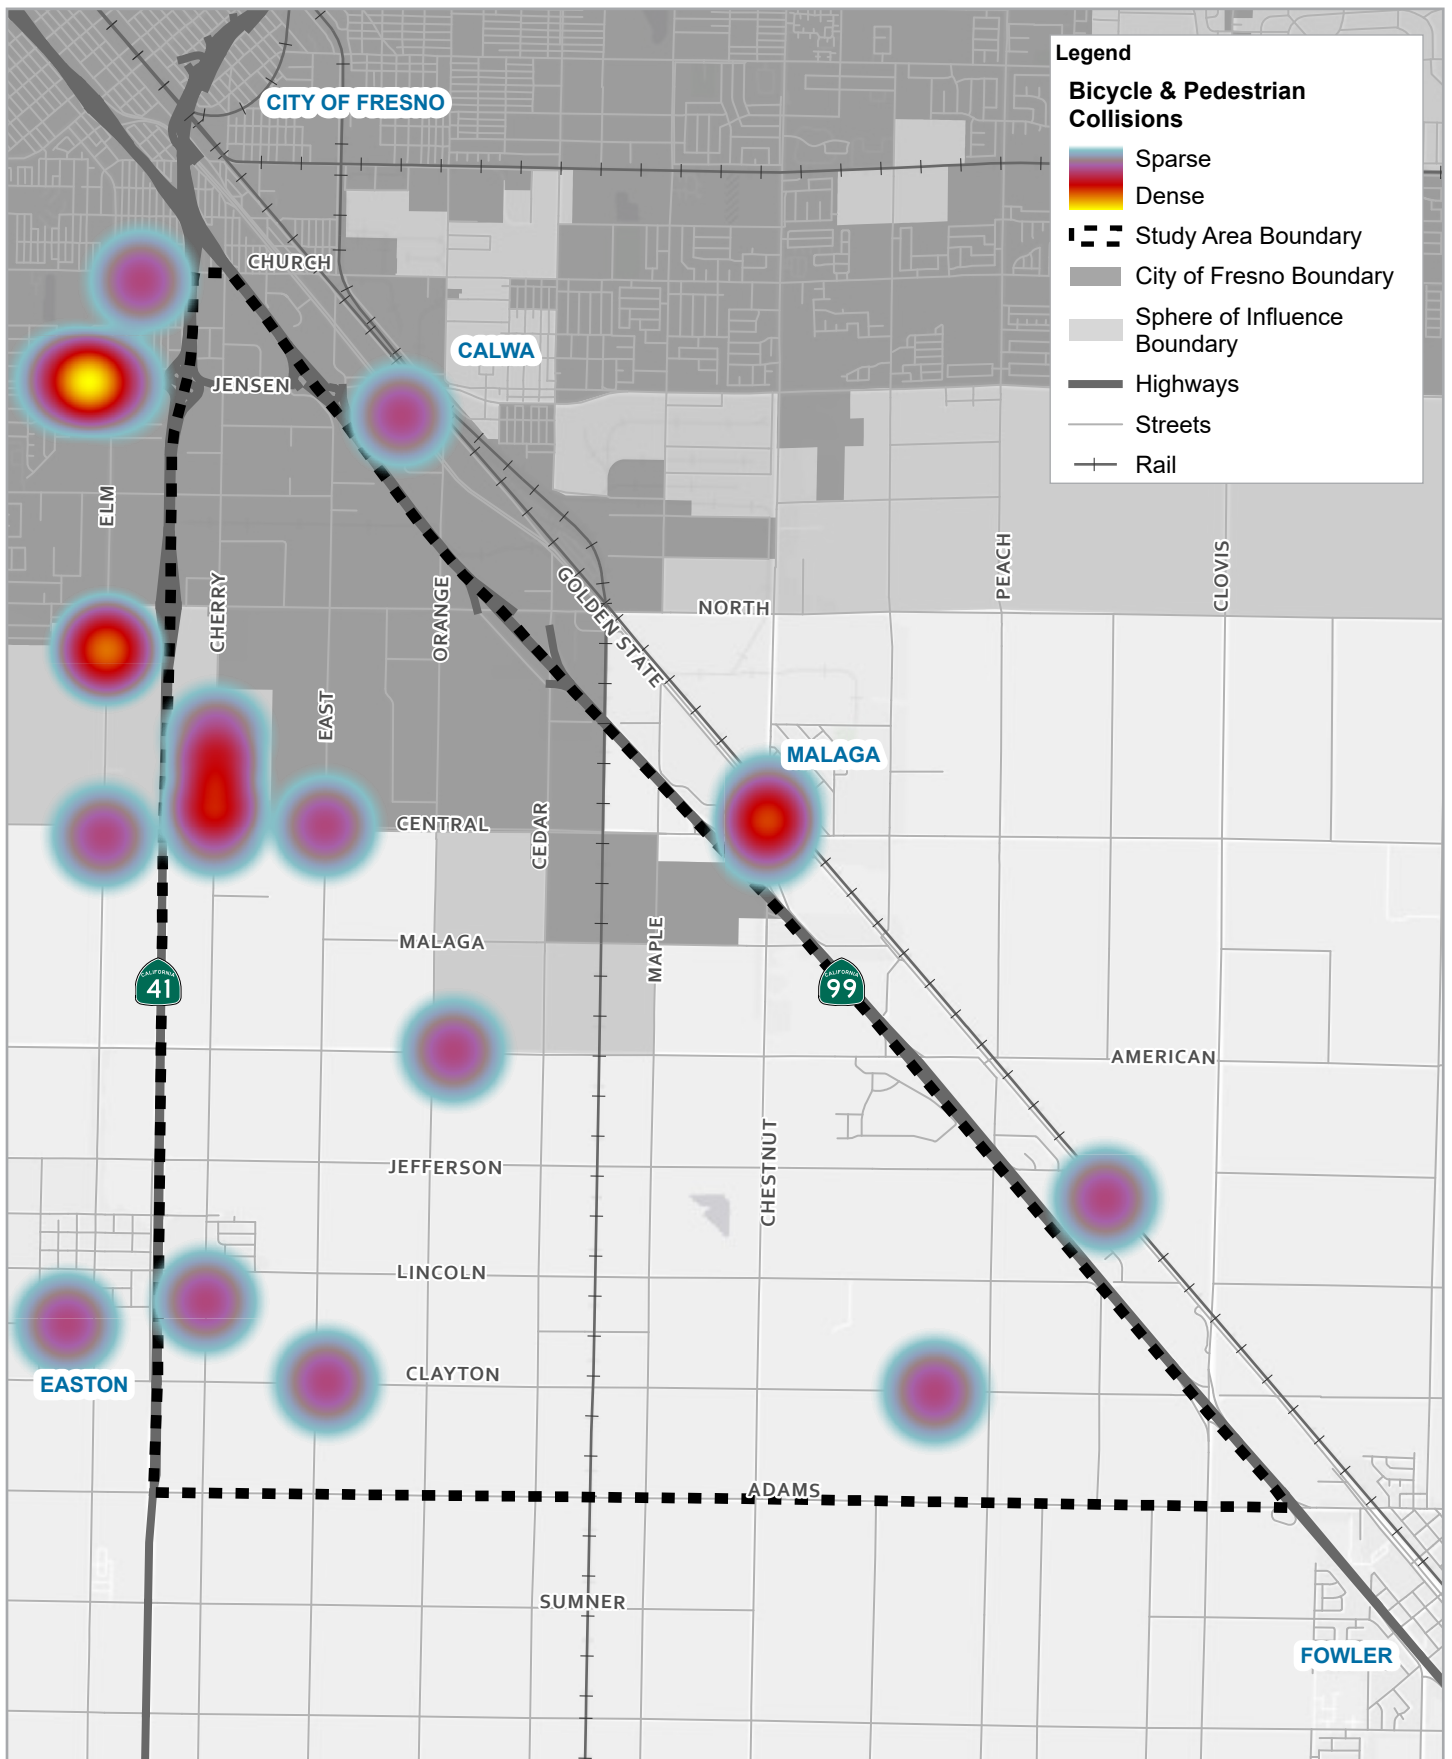 Legend
Bicycle & Pedestrian
Collisions
Sparse
Dense
Study Area Boundary
City of Fresno Boundary
Sphere of Influence
Boundary
Highways
Streets
Rail
CITY OF FRESNO
CHURCH
CALWA
JENSEN
ELM
CHERRY
ORANGE
GOLDEN STATE
NORTH
PEACH
CLOVIS
EAST
MALAGA
CENTRAL
CEDAR
MALAGA
MAPLE
CALIFORNIA
41
CALIFORNIA
99
AMERICAN
CHESTNUT
JEFFERSON
LINCOLN
CLAYTON
EASTON
ADAMS
SUMNER
FOWLER